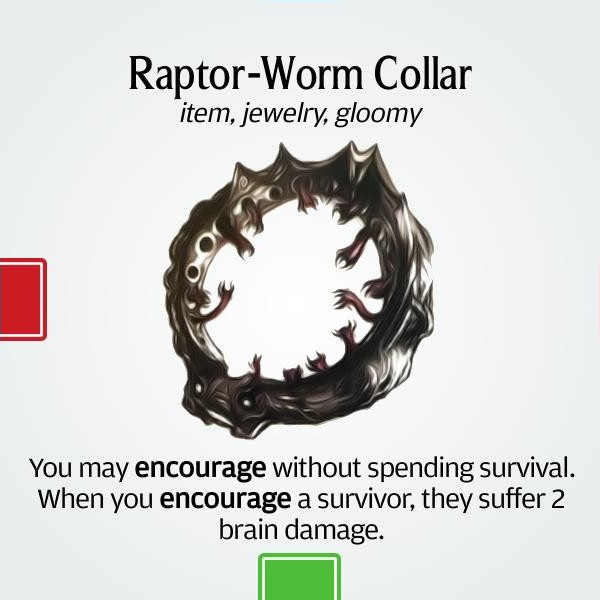 Raptor-Worm Collar
item, jewelry, gloomy
You may encourage without spending survival.
When you encourage a survivor, they suffer 2
brain damage.